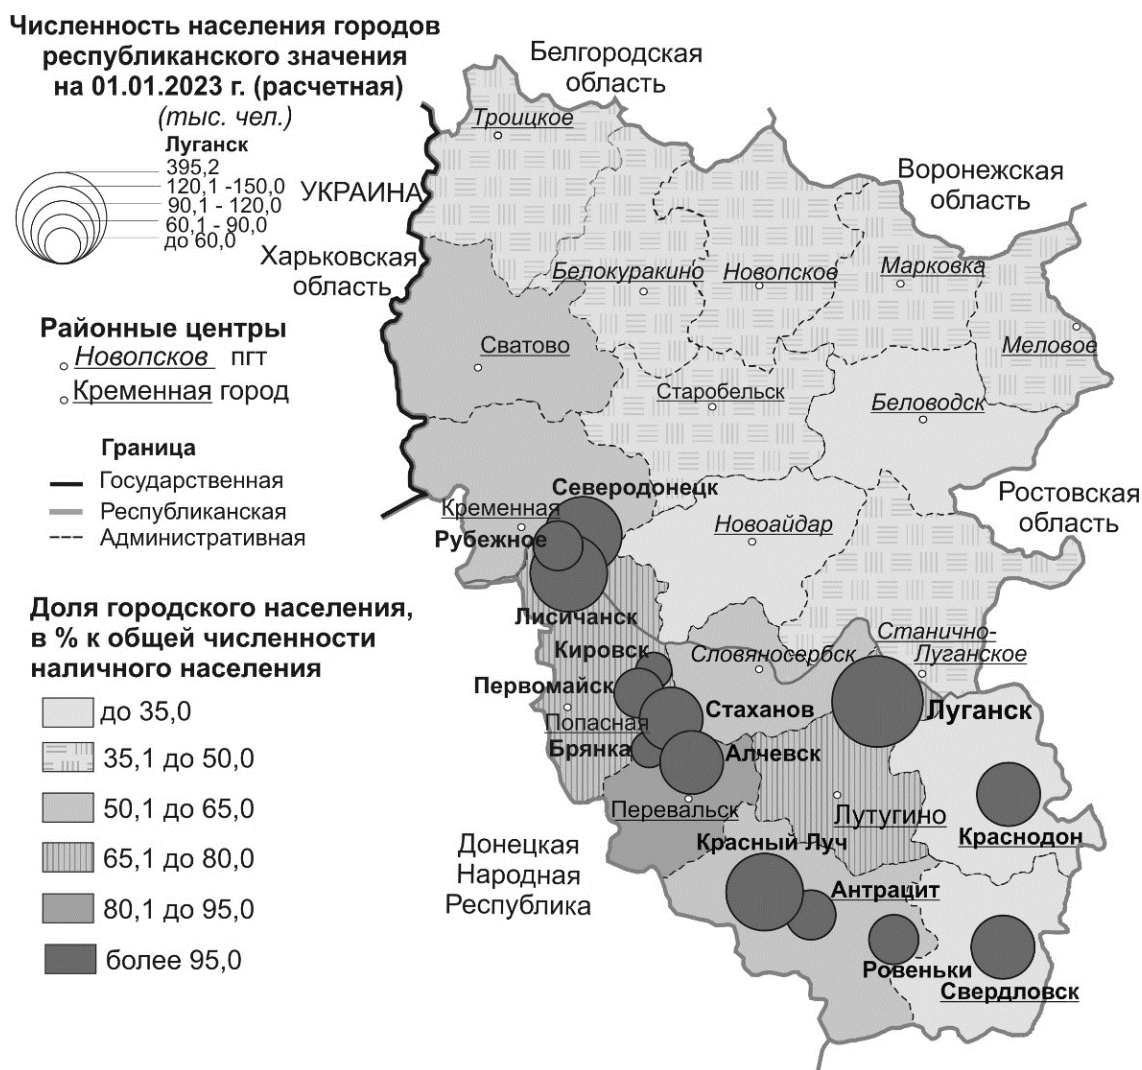 Численность населения городов
республиканского значения
на 01.01.2023 г. (расчетная)
(тыс. чел.)
Луганск
395,2
120,1 -150,0
90,1 - 120,0
60,1 - 90,0
до 60,0
Районные центры
Новопсков пгт
Кременная город
Граница
Государственная
Республиканская
Административная
Доля городского населения,
в % к общей численности
наличного населения
до 35,0
35,1 до 50,0
50,1 до 65,0
65,1 до 80,0
80,1 до 95,0
более 95,0
Белгородская
область
Троицкое
УКРАИНА
Воронежская
область
Харьковская
область
Белокуракино
Новопсков
Марковка
Меловое
Сватово
Старобельск
Беловодск
Северодонецк
Ростовская
область
Кременная
Новоайдар
Рубежное
Лисичанск
Станично-
Луганское
Кировск
Словяносербск
Первомайск
Стаханов
Луганск
Попасная
Брянка
Алчевск
Перевальск
Лутугино
Краснодон
Донецкая
Народная
Республика
Красный Луч
Антрацит
Ровеньки
Свердловск